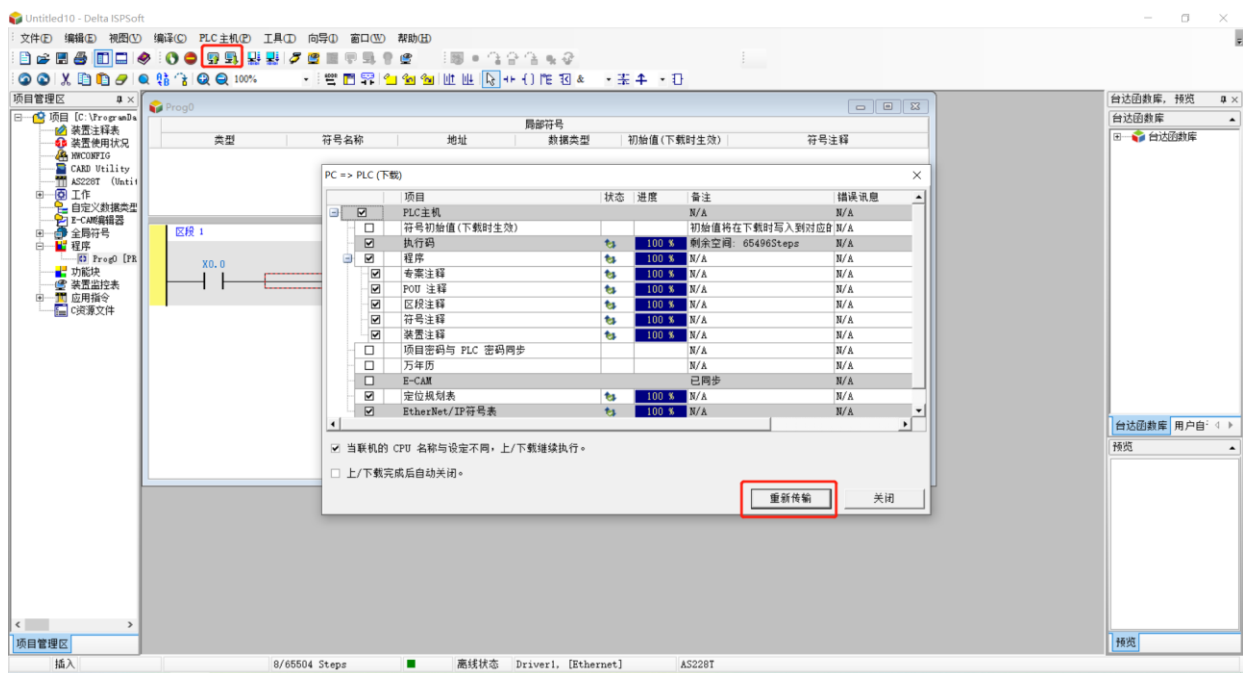 Untitled10 - Delta ISPSoft
文件(F) 编辑(E) 视图(V) 编译(C) PLC主机(P) 工具(T) 向导(I) 窗口(W) 帮助(H)
100%
项目管理区
项目 [C:\ProgramDa
装置注释表
装置使用状况
NWCONFIG
CARD Utility
AS228T (Untit
工作
自定义数据类型
E-CAM编辑器
全局符号
程序
Prog0 [PR
功能块
装置监控表
应用指令
C资源文件
项目管理区
Prog0
局部符号
类型 符号名称 地址 数据类型 初始值(下载时生效) 符号注释
区段 1
X0.0
PC => PLC (下载)
项目 状态 进度 备注 错误讯息
PLC主机 N/A N/A
符号初始值(下载时生效) 初始值将在下载时写入到对应的 N/A
执行码 100 % 剩余空间: 65496Steps N/A
程序 100 % N/A N/A
专案注释 100 % N/A N/A
POU 注释 100 % N/A N/A
区段注释 100 % N/A N/A
符号注释 100 % N/A N/A
装置注释 100 % N/A N/A
项目密码与 PLC 密码同步 N/A N/A
万年历 N/A N/A
E-CAM 已同步 N/A
定位规划表 100 % N/A N/A
EtherNet/IP符号表 100 % N/A N/A
当联机的 CPU 名称与设定不同，上/下载继续执行。
上/下载完成后自动关闭。
重新传输 关闭
台达函数库, 预览
台达函数库
台达函数库
台达函数库 用户自
预览
预览
插入 8/65504 Steps 离线状态 Driver1, [Ethernet] AS228T